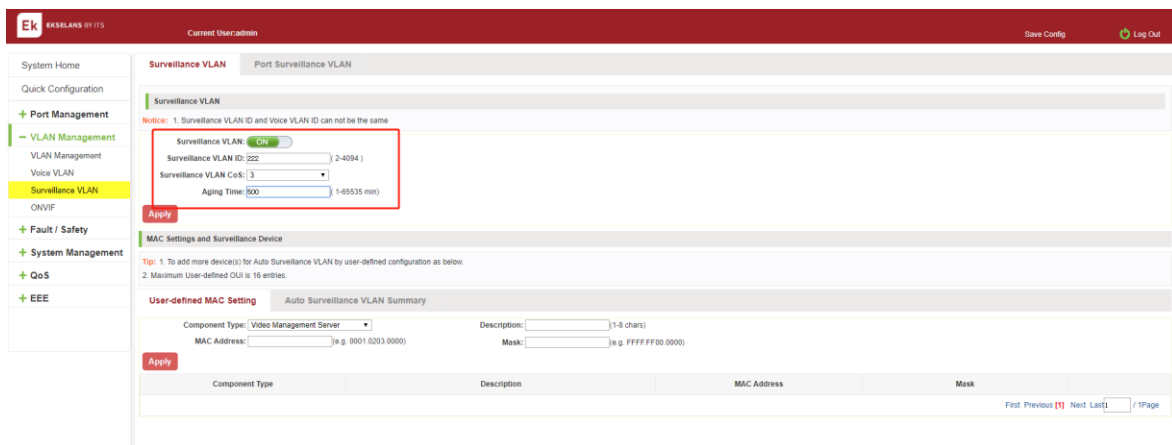 Ek EKSELANS BY ITS
Current User:admin
Save Config
Log Out
System Home
Quick Configuration
+ Port Management
− VLAN Management
VLAN Management
Voice VLAN
Surveillance VLAN
ONVIF
+ Fault / Safety
+ System Management
+ QoS
+ EEE
Surveillance VLAN Port Surveillance VLAN
Surveillance VLAN
Notice: 1. Surveillance VLAN ID and Voice VLAN ID can not be the same
Surveillance VLAN: ON
Surveillance VLAN ID: 222 ( 2-4094 )
Surveillance VLAN CoS: 3
Aging Time: 500 ( 1-65535 min)
Apply
MAC Settings and Surveillance Device
Tip: 1. To add more device(s) for Auto Surveillance VLAN by user-defined configuration as below.
2. Maximum User-defined OUI is 16 entries.
User-defined MAC Setting Auto Surveillance VLAN Summary
Component Type: Video Management Server Description: (1-8 chars)
MAC Address: (e.g. 0001.0203.0000) Mask: (e.g. FFFF.FF00.0000)
Apply
Component Type Description MAC Address Mask
First Previous [1] Next Last 1 / 1Page